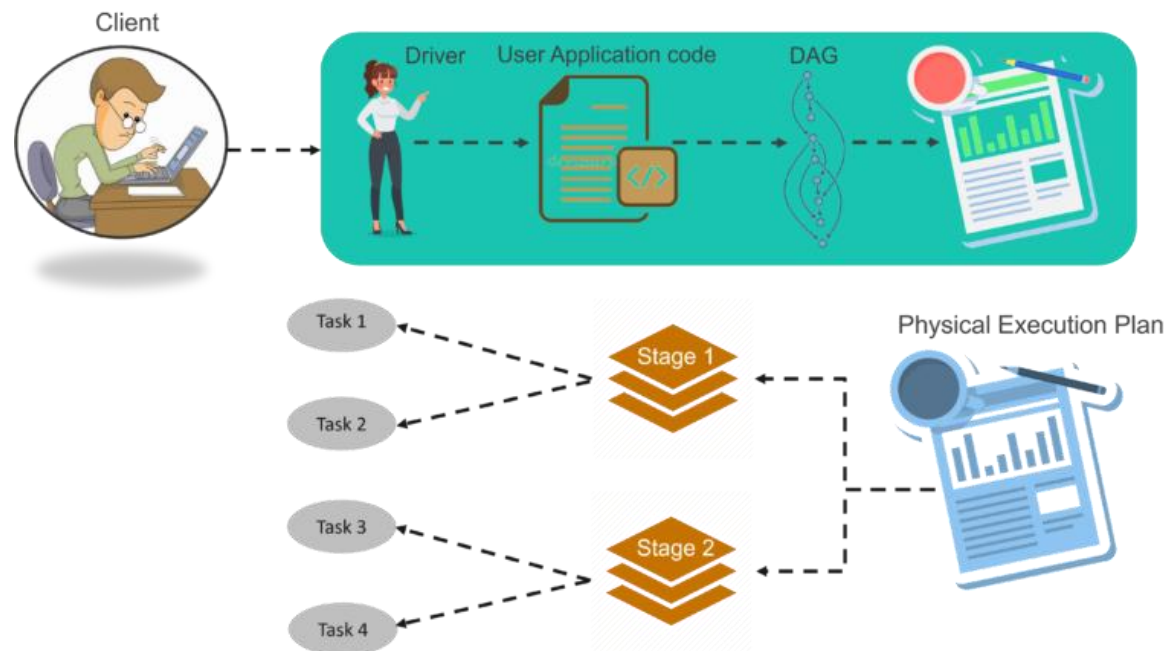 Client
Driver
User Application code
DAG
</>
Physical Execution Plan
Stage 1
Task 1
Task 2
Stage 2
Task 3
Task 4